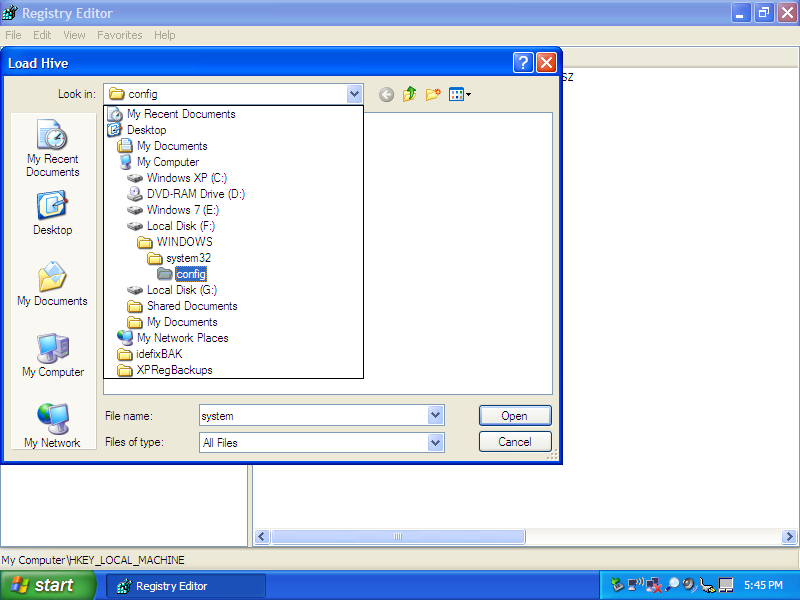 Registry Editor
File Edit View Favorites Help
Load Hive
SZ
Look in: config
My Recent Documents
Desktop
My Documents
My Computer
Windows XP (C:)
DVD-RAM Drive (D:)
Windows 7 (E:)
Local Disk (F:)
WINDOWS
system32
config
Local Disk (G:)
Shared Documents
My Documents
My Network Places
idefixBAK
XPRegBackups
My Recent
Documents
Desktop
My Documents
My Computer
My Network
File name: system Open
Files of type: All Files Cancel
My Computer\HKEY_LOCAL_MACHINE
start Registry Editor 5:45 PM